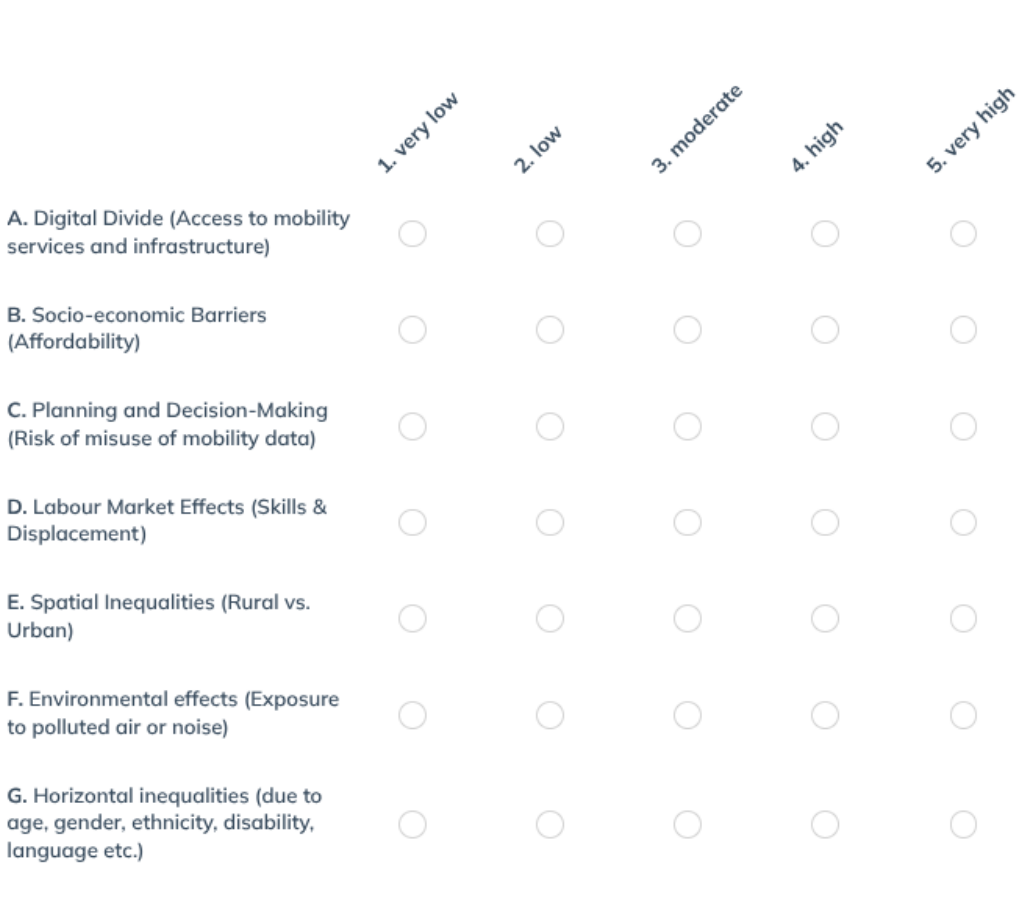 1. very low
2. low
3. moderate
4. high
5. very high
A. Digital Divide (Access to mobility
services and infrastructure)
B. Socio-economic Barriers
(Affordability)
C. Planning and Decision-Making
(Risk of misuse of mobility data)
D. Labour Market Effects (Skills &
Displacement)
E. Spatial Inequalities (Rural vs.
Urban)
F. Environmental effects (Exposure
to polluted air or noise)
G. Horizontal inequalities (due to
age, gender, ethnicity, disability,
language etc.)